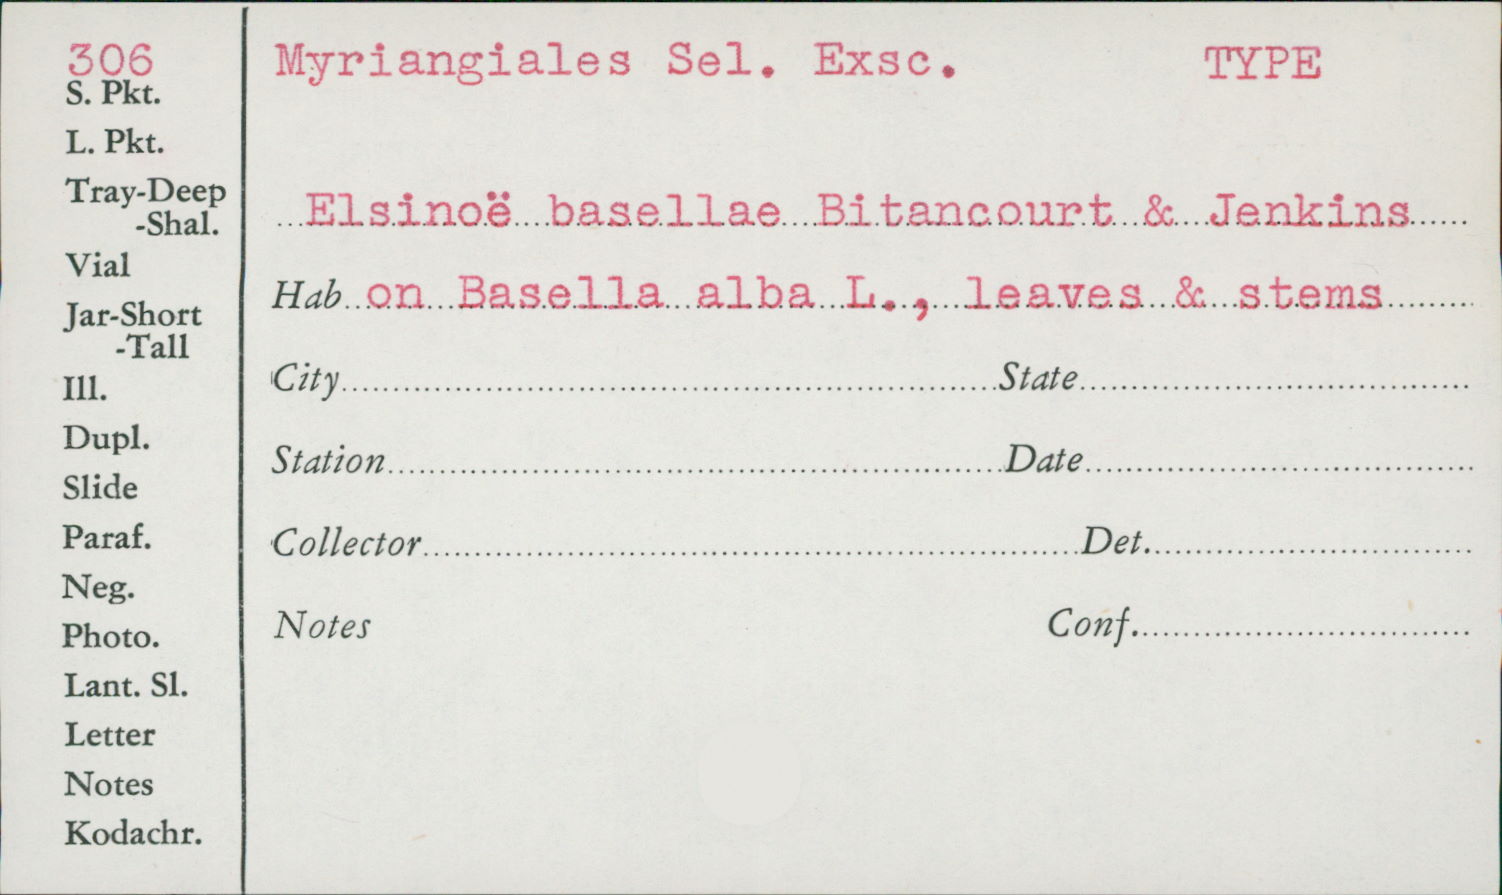 306
S. Pkt.
L. Pkt.
Tray-Deep
-Shal.
Vial
Jar-Short
-Tall
Ill.
Dupl.
Slide
Paraf.
Neg.
Photo.
Lant. Sl.
Letter
Notes
Kodachr.
Myriangiales Sel. Exsc. TYPE
Elsinoë basellae Bitancourt & Jenkins
Hab on Basella alba L., leaves & stems
City State
Station Date
Collector Det.
Notes Conf.